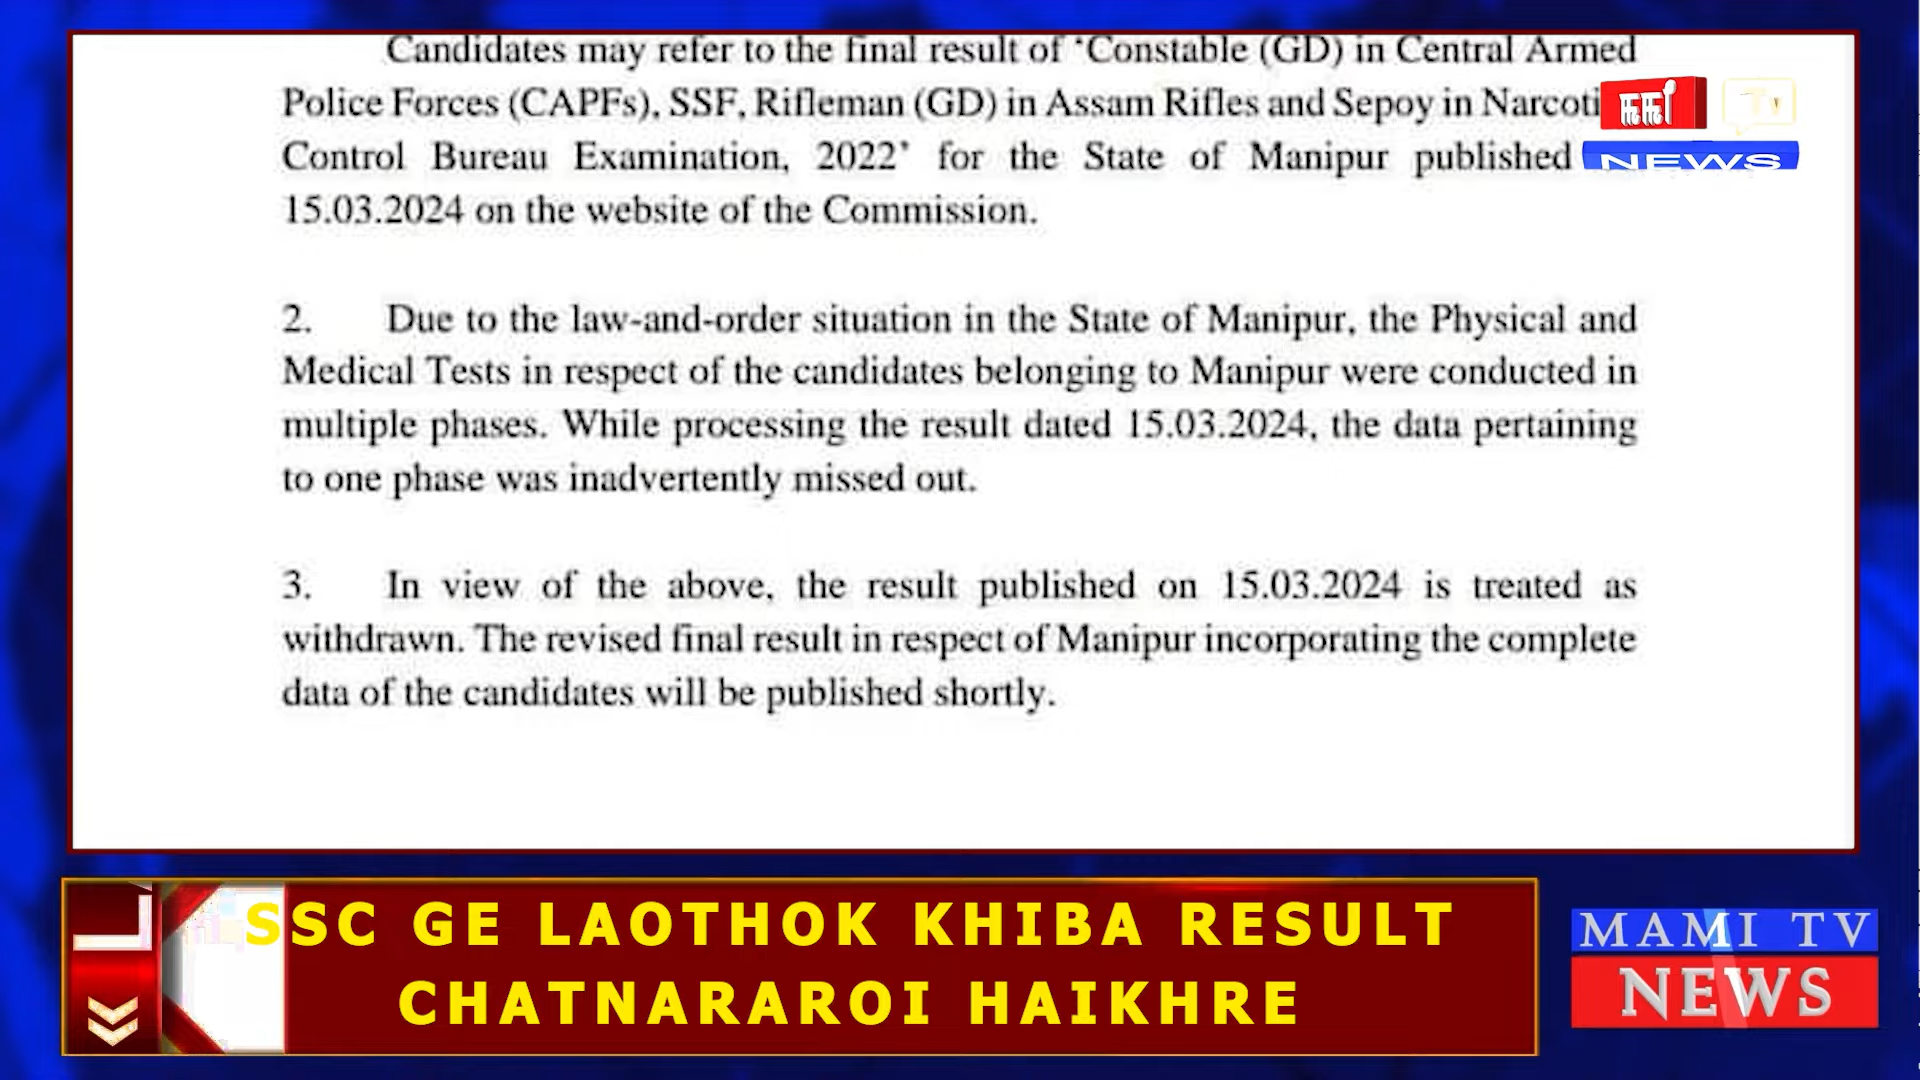 Candidates may refer to the final result of ‘Constable (GD) in Central Armed
Police Forces (CAPFs), SSF, Rifleman (GD) in Assam Rifles and Sepoy in Narcoti
Control Bureau Examination, 2022’ for the State of Manipur published
15.03.2024 on the website of the Commission.
2. Due to the law-and-order situation in the State of Manipur, the Physical and
Medical Tests in respect of the candidates belonging to Manipur were conducted in
multiple phases. While processing the result dated 15.03.2024, the data pertaining
to one phase was inadvertently missed out.
3. In view of the above, the result published on 15.03.2024 is treated as
withdrawn. The revised final result in respect of Manipur incorporating the complete
data of the candidates will be published shortly.
TV
NEWS
SSC GE LAOTHOK KHIBA RESULT
CHATNARAROI HAIKHRE
MAMI TV
NEWS